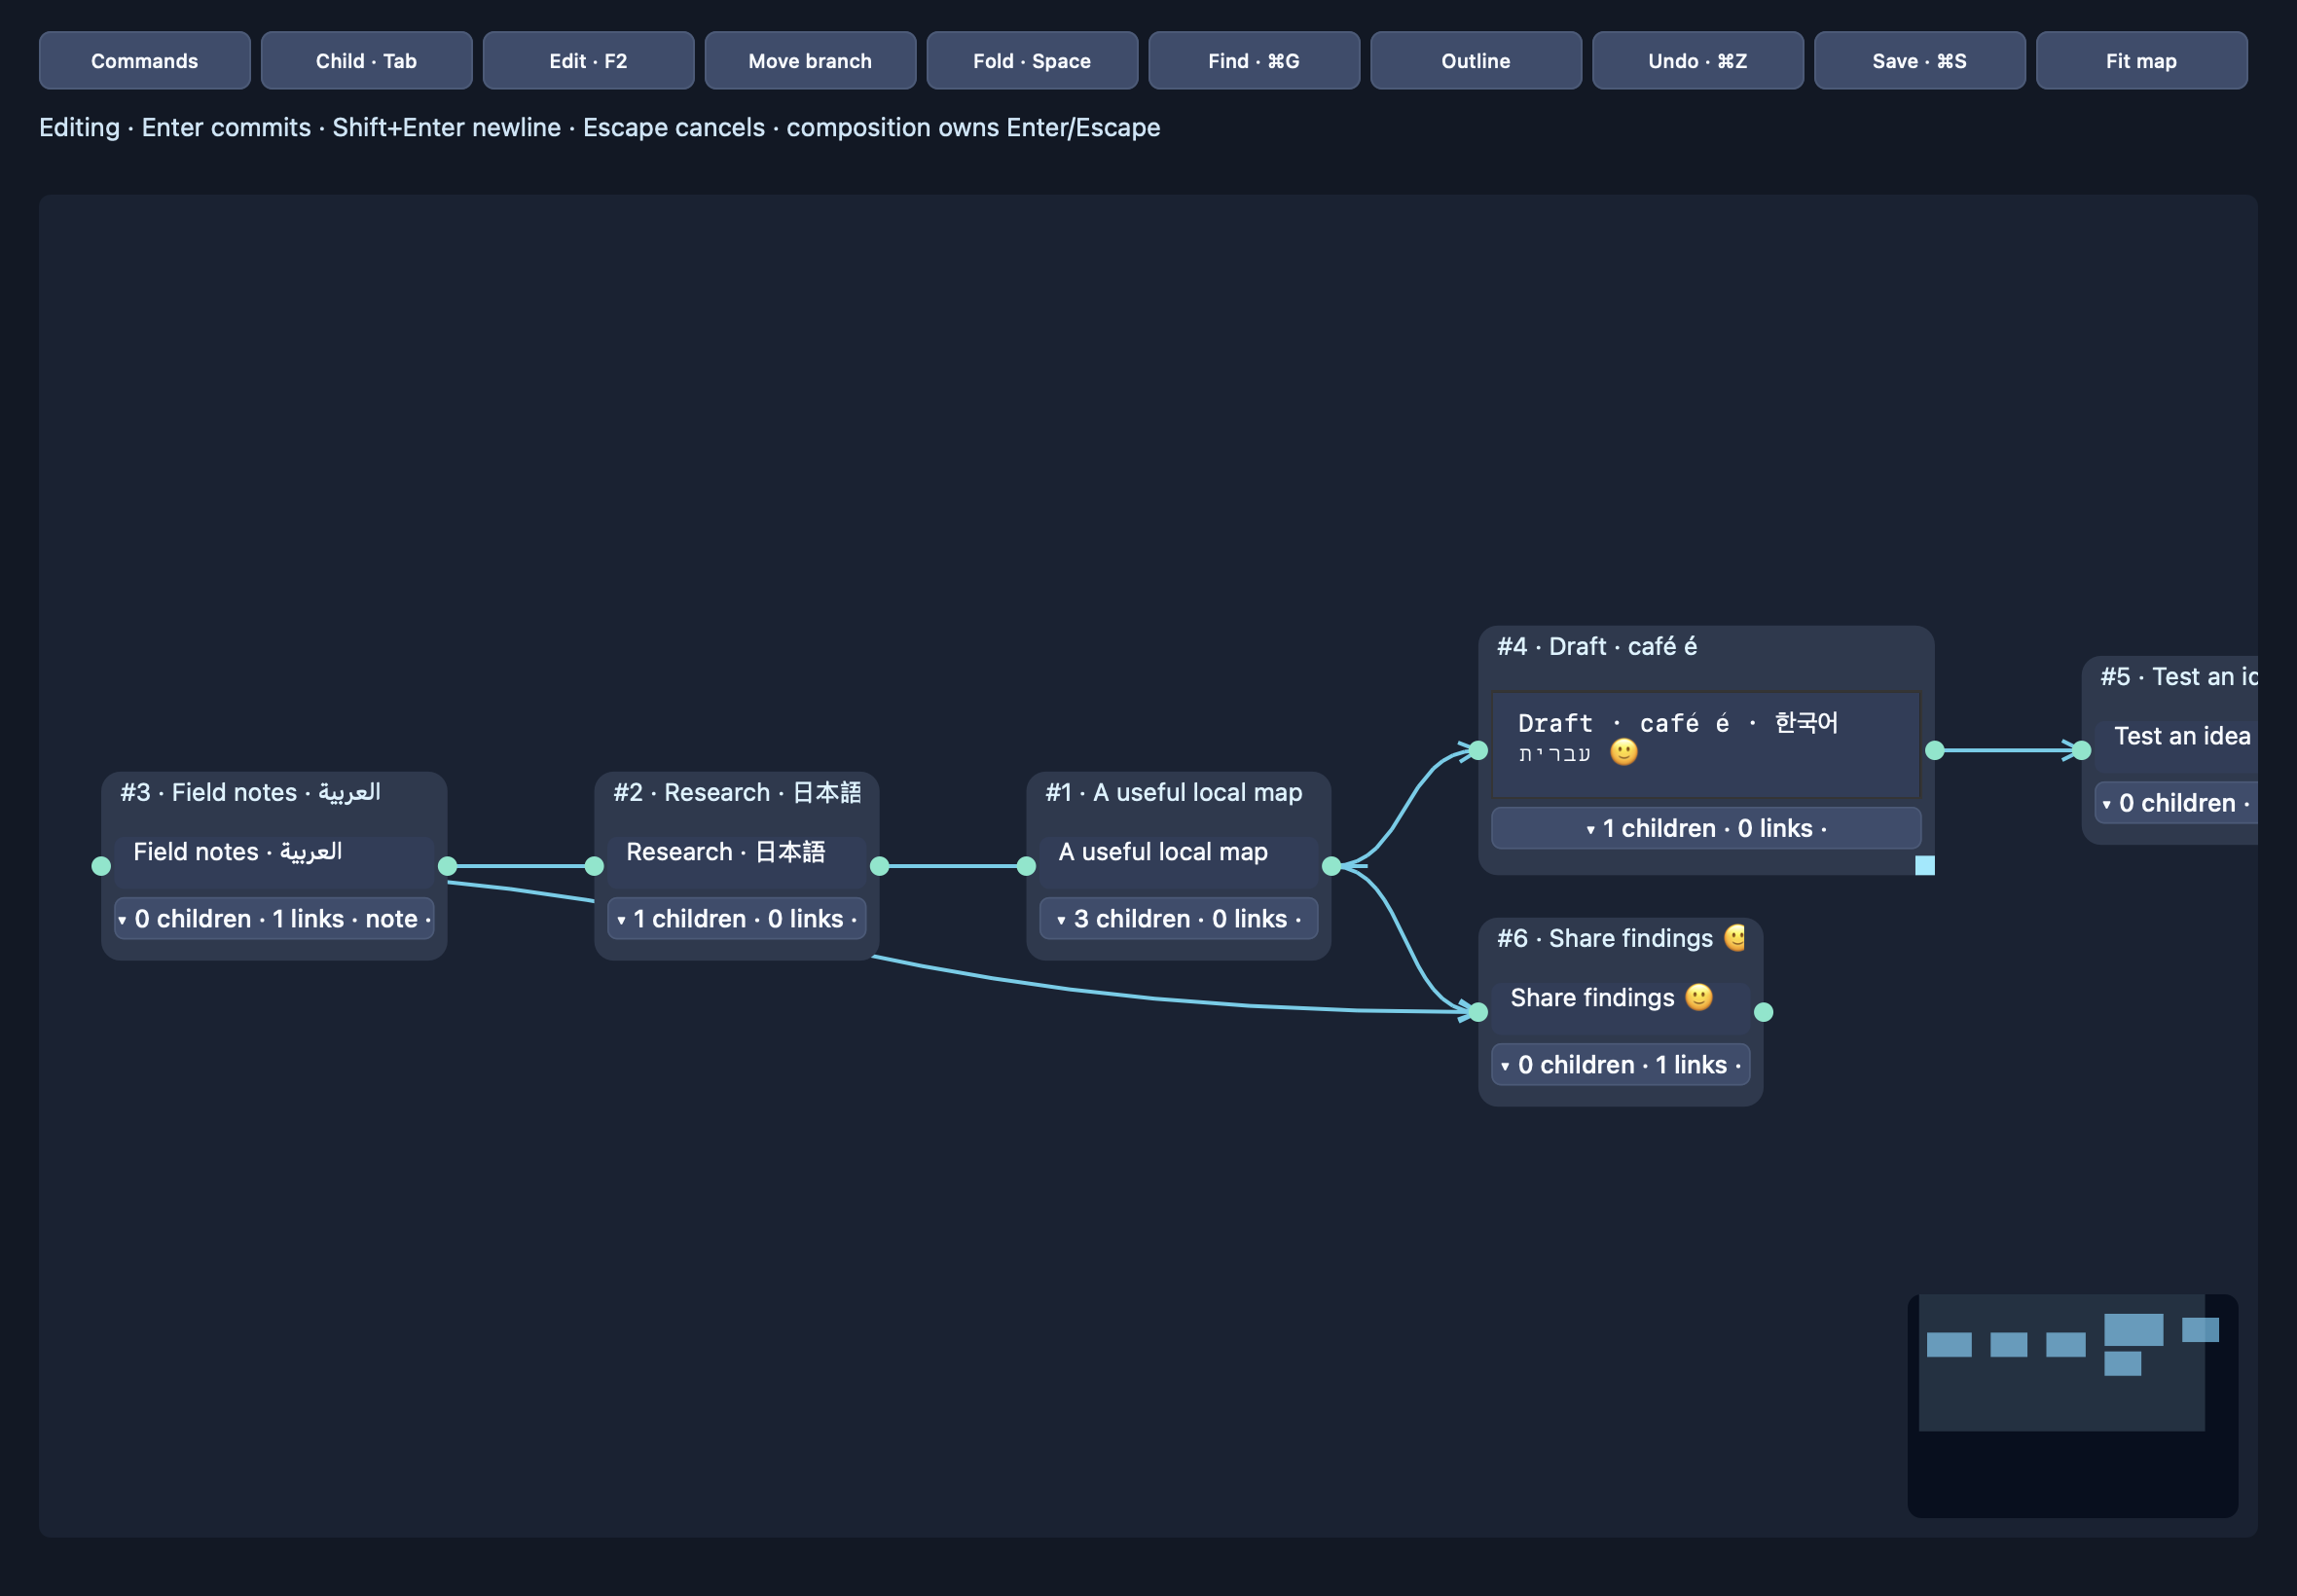 Commands
Child · Tab
Edit · F2
Move branch
Fold · Space
Find · ⌘G
Outline
Undo · ⌘Z
Save · ⌘S
Fit map
Editing · Enter commits · Shift+Enter newline · Escape cancels · composition owns Enter/Escape
#3 · Field notes · العربية
Field notes · العربية
▾ 0 children · 1 links · note ·
#2 · Research · 日本語
Research · 日本語
▾ 1 children · 0 links ·
#1 · A useful local map
A useful local map
▾ 3 children · 0 links ·
#4 · Draft · café é
Draft · café é · 한국어
עברית 🙂
▾ 1 children · 0 links ·
#6 · Share findings 🙂
Share findings 🙂
▾ 0 children · 1 links ·
#5 · Test an
Test an idea
▾ 0 children ·